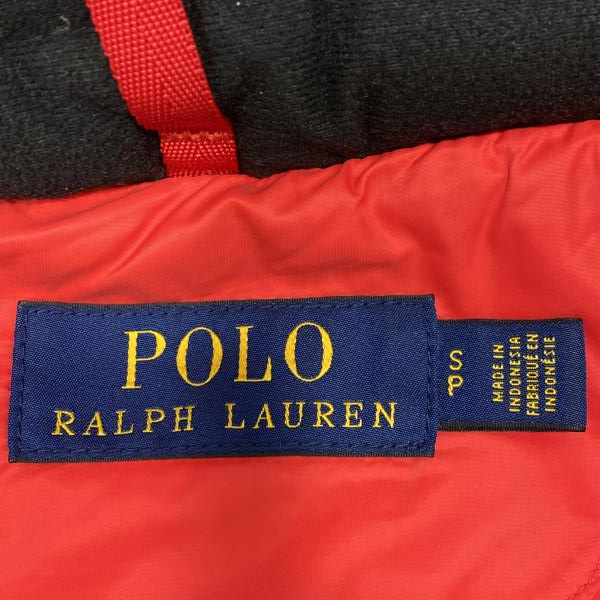 POLO
RALPH LAUREN
S
P
MADE IN
INDONESIA
FABRIQUÉ EN
INDONÉSIE